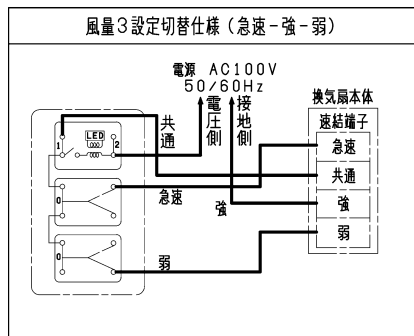 風量3設定切替仕様(急速-強-弱)
電源 AC100V
50/60Hz
電圧側
接地側
換気扇本体
速結端子
急速
共通
強
弱
共通
1
LED
2
0
急速
強
0
弱